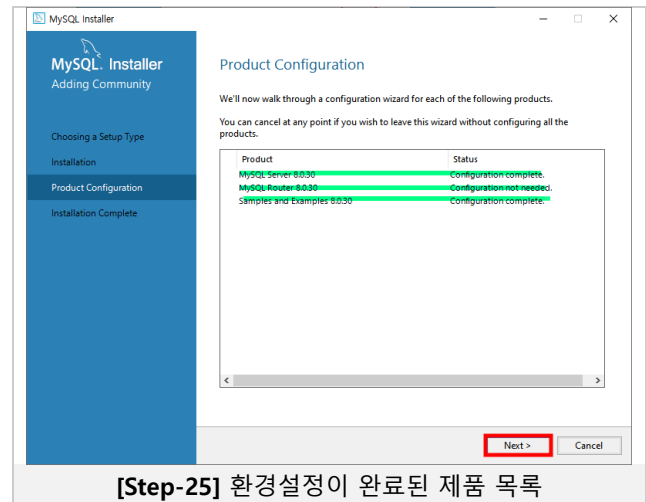 MySQL Installer
MySQL. Installer
Adding Community
Choosing a Setup Type
Installation
Product Configuration
Installation Complete
Product Configuration
We'll now walk through a configuration wizard for each of the following products.
You can cancel at any point if you wish to leave this wizard without configuring all the
products.
Product Status
MySQL Server 8.0.30 Configuration complete.
MySQL Router 8.0.30 Configuration not needed.
Samples and Examples 8.0.30 Configuration complete.
Next > Cancel
[Step-25] 환경설정이 완료된 제품 목록